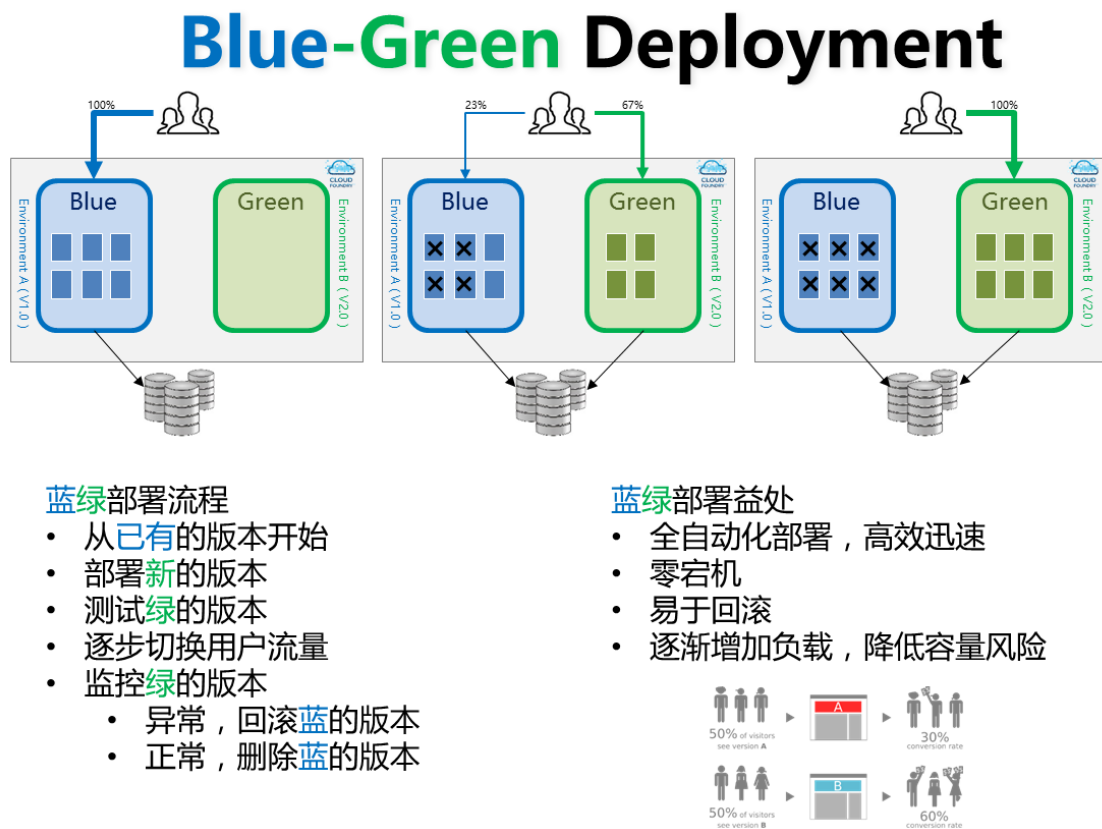 Blue-Green Deployment
100%
CLOUD
FOUNDRY
Blue
Green
Environment A ( V1.0 )
Environment B ( V2.0 )
23%
67%
CLOUD
FOUNDRY
Blue
Green
Environment A ( V1.0 )
Environment B ( V2.0 )
100%
CLOUD
FOUNDRY
Blue
Green
Environment A ( V1.0 )
Environment B ( V2.0 )
蓝绿部署流程
• 从已有的版本开始
• 部署新的版本
• 测试绿的版本
• 逐步切换用户流量
• 监控绿的版本
• 异常，回滚蓝的版本
• 正常，删除蓝的版本
蓝绿部署益处
• 全自动化部署，高效迅速
• 零宕机
• 易于回滚
• 逐渐增加负载，降低容量风险
50% of visitors
see version A
A
30%
conversion rate
50% of visitors
see version B
B
60%
conversion rate